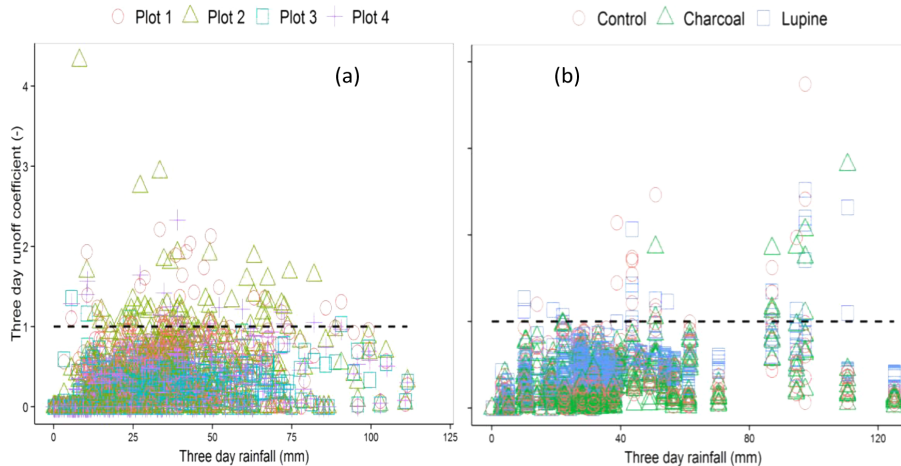 Plot 1 Plot 2 Plot 3 Plot 4
(a)
Three day runoff coefficient (-)
4
3
2
1
0
0 25 50 75 100 125
Three day rainfall (mm)
Control Charcoal Lupine
(b)
0 40 80 120
Three day rainfall (mm)